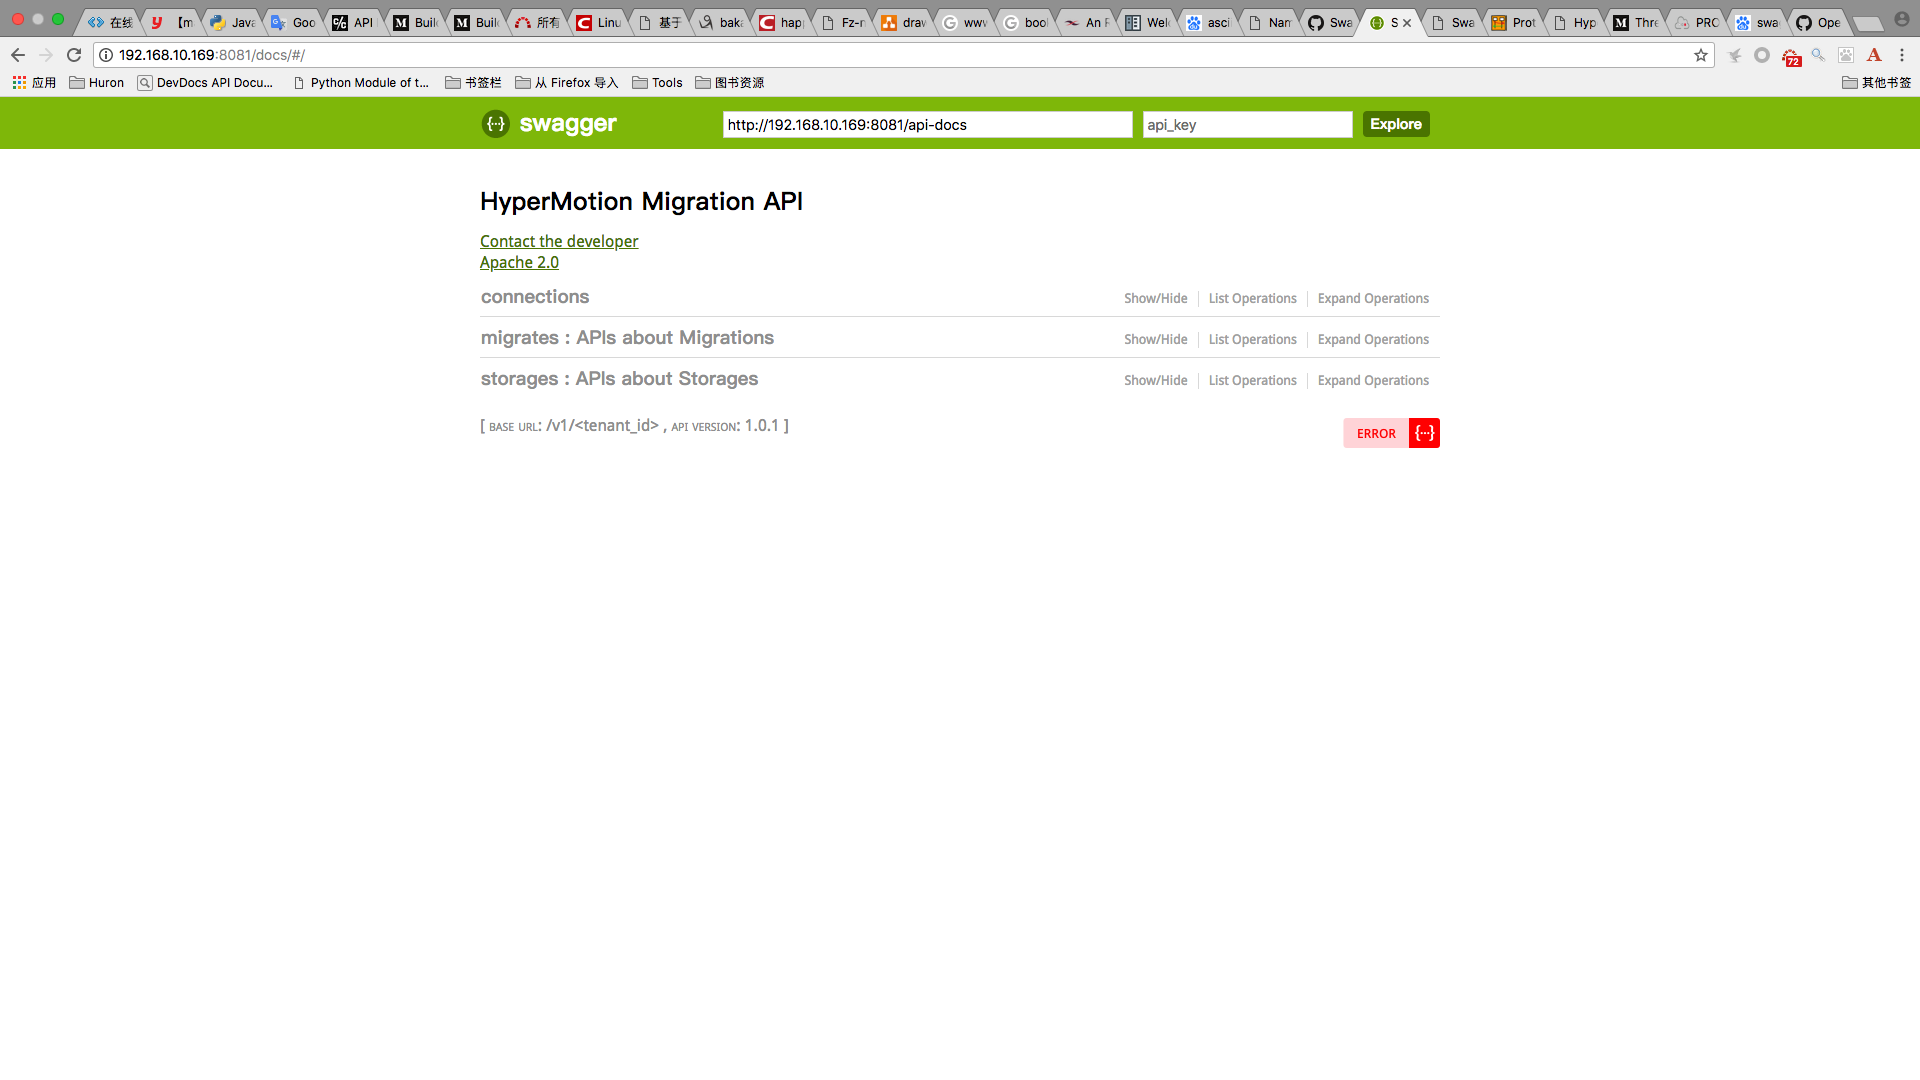 在线 【m Java Goo API Buil Buil 所有 Linu 基于 bak hap Fz-r draw www bool An F Wel asci Nam Swa S Swa Prot Hyp Thre PRO swa Ope
192.168.10.169:8081/docs/#/
72
应用 Huron DevDocs API Docu... Python Module of t... 书签栏 从 Firefox 导入 Tools 图书资源 其他书签
{···} swagger http://192.168.10.169:8081/api-docs api_key Explore
HyperMotion Migration API
Contact the developer
Apache 2.0
connections Show/Hide List Operations Expand Operations
migrates : APIs about Migrations Show/Hide List Operations Expand Operations
storages : APIs about Storages Show/Hide List Operations Expand Operations
[ BASE URL: /v1/<tenant_id> , API VERSION: 1.0.1 ] ERROR {···}